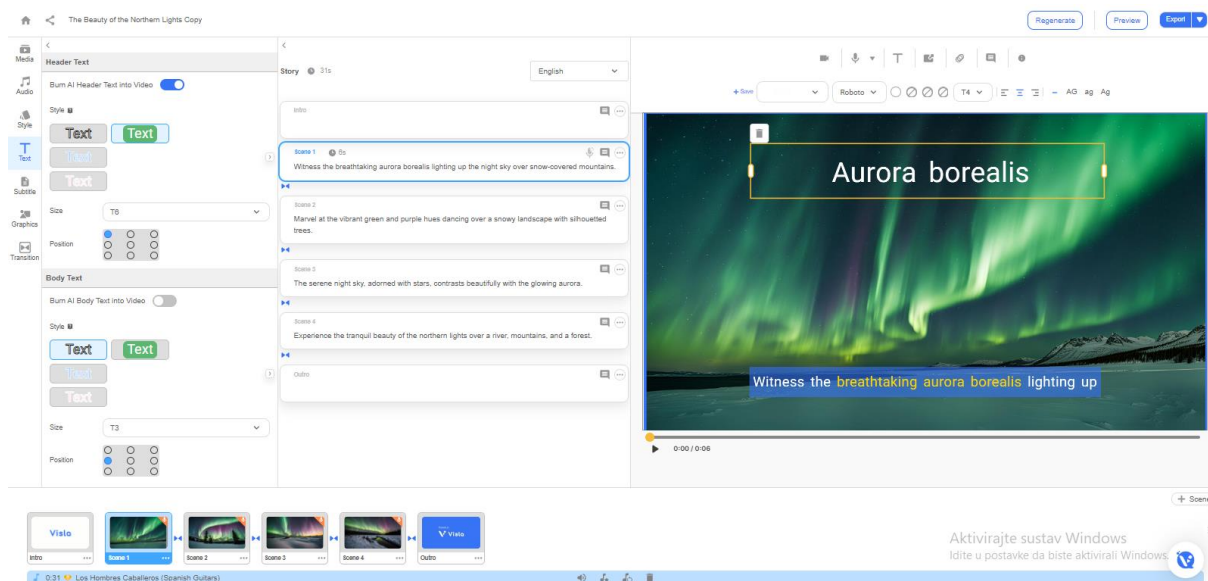 The Beauty of the Northern Lights Copy
Regenerate
Preview
Export
Media
Audio
Style
Text
Subtitle
Graphics
Transition
Header Text
Burn AI Header Text into Video
Style
Text Text
Text
Text
Size T6
Position
Body Text
Burn AI Body Text into Video
Style
Text Text
Text
Text
Size T3
Position
Story 31s English
Intro
Scene 1 6s
Witness the breathtaking aurora borealis lighting up the night sky over snow-covered mountains.
Scene 2
Marvel at the vibrant green and purple hues dancing over a snowy landscape with silhouetted
trees.
Scene 3
The serene night sky, adorned with stars, contrasts beautifully with the glowing aurora.
Scene 4
Experience the tranquil beauty of the northern lights over a river, mountains, and a forest.
Outro
+ Save Roboto T4 AG ag Ag
Aurora borealis
Witness the breathtaking aurora borealis lighting up
0:00 / 0:06
+ Scene
Visla
Visla
Intro Scene 1 Scene 2 Scene 3 Scene 4 Outro
Aktivirajte sustav Windows
Idite u postavke da biste aktivirali Windows.
0:31 Los Hombres Caballeros (Spanish Guitars)